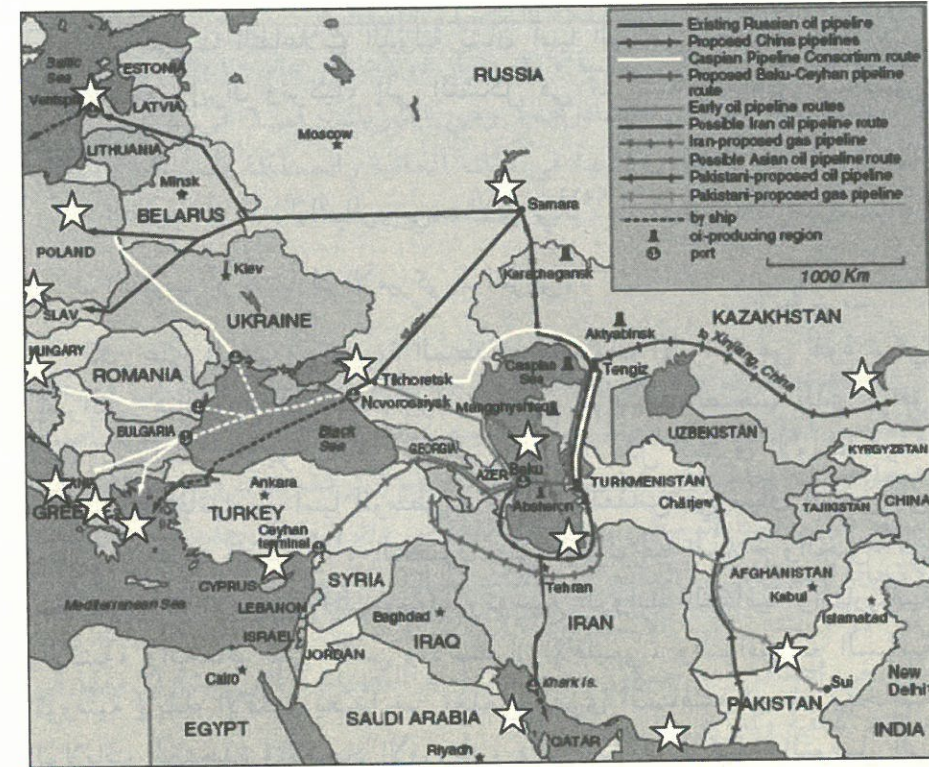 Existing Russian oil pipeline
Proposed China pipelines
Caspian Pipeline Consortium route
Proposed Baku-Ceyhan pipeline
route
Early oil pipeline routes
Possible Iran oil pipeline route
Iran-proposed gas pipeline
Possible Asian oil pipeline route
Pakistani-proposed oil pipeline
Pakistani-proposed gas pipeline
by ship
oil-producing region
port
1000 Km
Baltic
Sea
ESTONIA
RUSSIA
LATVIA
Moscow
LITHUANIA
Minsk
BELARUS
Samara
POLAND
Kiev
Karachagansk
SLAV.
UKRAINE
Aktyabinsk
KAZAKHSTAN
to Xinjiang, China
HUNGARY
ROMANIA
Tikhoretsk
Caspian
Sea
Tengiz
Novorossiysk
Mangghyshlaq
BULGARIA
Black
Sea
GEORGIA
UZBEKISTAN
KYRGYZSTAN
AZER.
Baku
Ankara
TURKMENISTAN
Chärjew
CHINA
TAJIKISTAN
TURKEY
Absheron
Ceyhan
terminal
CYPRUS
SYRIA
Tehran
AFGHANISTAN
Kabul
Islamabad
Mediterranean Sea
LEBANON
Baghdad
IRAQ
IRAN
ISRAEL
JORDAN
Cairo
Khark Is.
Sui
New
Delhi
PAKISTAN
EGYPT
SAUDI ARABIA
QATAR
INDIA
Riyadh